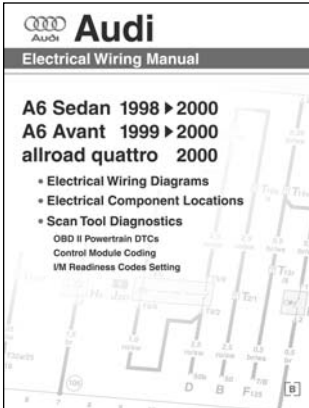 Audi Audi
Electrical Wiring Manual
A6 Sedan 1998 ▶ 2000
A6 Avant 1999 ▶ 2000
allroad quattro 2000
• Electrical Wiring Diagrams
• Electrical Component Locations
• Scan Tool Diagnostics
OBD II Powertrain DTCs
Control Module Coding
I/M Readiness Codes Setting
D B F125
B